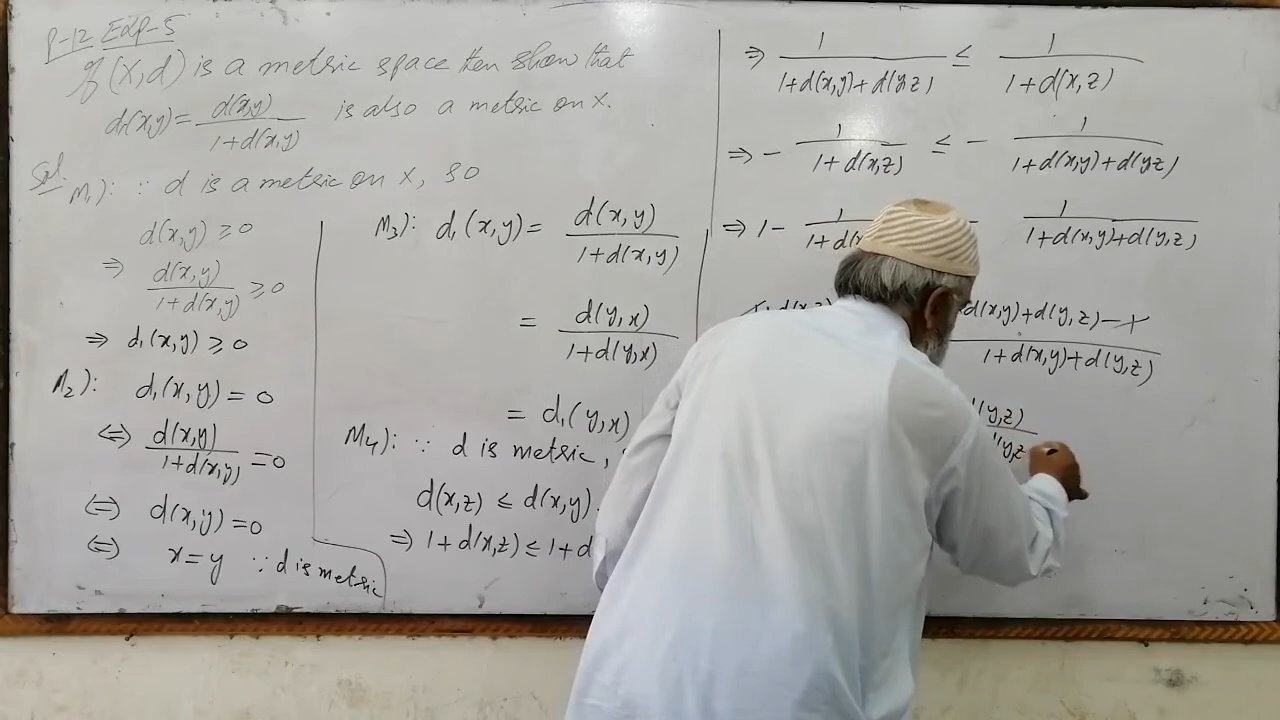 P-12 Exp-5
If (X,d) is a metric space then show that
d₁(x,y) = d(x,y) / 1+d(x,y) is also a metric on X.
Sol. M₁): ∵ d is a metric on X, so
d(x,y) ≥ 0
⇒ d(x,y) / 1+d(x,y) ≥ 0
⇒ d₁(x,y) ≥ 0
M₂): d₁(x,y) = 0
⇔ d(x,y) / 1+d(x,y) = 0
⇔ d(x,y) = 0
⇔ x = y ∵ d is metric
M₃): d₁(x,y) = d(x,y) / 1+d(x,y)
= d(y,x) / 1+d(y,x)
= d₁(y,x)
M₄): ∵ d is metric,
d(x,z) ≤ d(x,y)
⇒ 1+d(x,z) ≤ 1+d
⇒ 1 / 1+d(x,y)+d(y,z) ≤ 1 / 1+d(x,z)
⇒ - 1 / 1+d(x,z) ≤ - 1 / 1+d(x,y)+d(y,z)
⇒ 1 - 1 / 1+d(x 1 / 1+d(x,y)+d(y,z)
d(x,y)+d(y,z)-1 / 1+d(x,y)+d(y,z)
d(y,z)
y,z